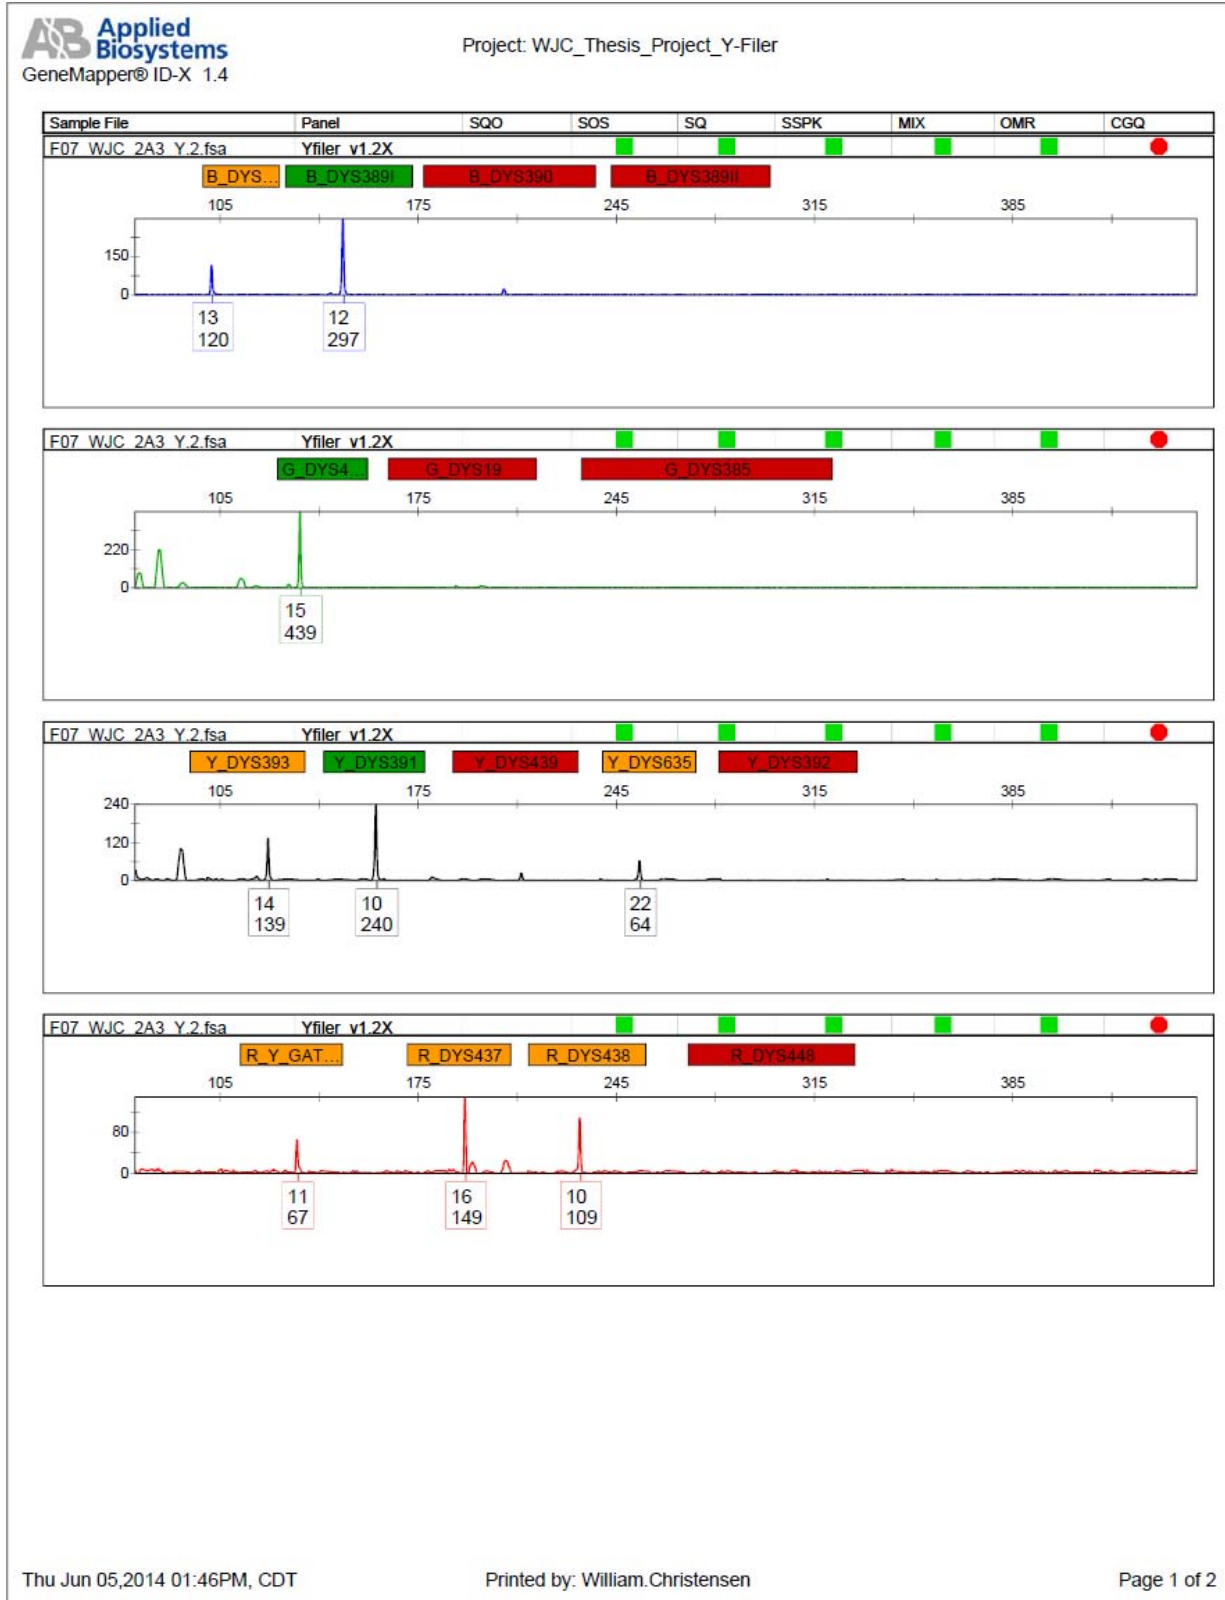 AB Applied
Biosystems
GeneMapper® ID-X 1.4
Project: WJC_Thesis_Project_Y-Filer
Sample File Panel SQO SOS SQ SSPK MIX OMR CGQ
F07_WJC_2A3_Y.2.fsa Yfiler_v1.2X
B_DYS... B_DYS389I B_DYS390 B_DYS389II
105 175 245 315 385
150
0
13 12
120 297
F07_WJC_2A3_Y.2.fsa Yfiler_v1.2X
G_DYS4... G_DYS19 G_DYS385
105 175 245 315 385
220
0
15
439
F07_WJC_2A3_Y.2.fsa Yfiler_v1.2X
Y_DYS393 Y_DYS391 Y_DYS439 Y_DYS635 Y_DYS392
105 175 245 315 385
240
120
0
14 10 22
139 240 64
F07_WJC_2A3_Y.2.fsa Yfiler_v1.2X
R_Y_GAT... R_DYS437 R_DYS438 R_DYS448
105 175 245 315 385
80
0
11 16 10
67 149 109
Thu Jun 05,2014 01:46PM, CDT Printed by: William.Christensen Page 1 of 2